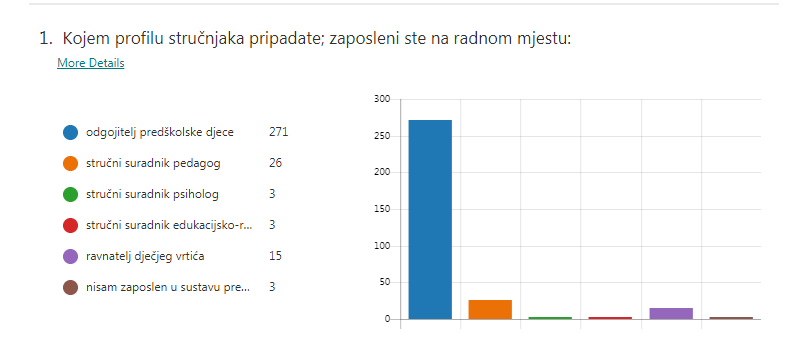 1. Kojem profilu stručnjaka pripadate; zaposleni ste na radnom mjestu:
More Details
odgojitelj predškolske djece 271
stručni suradnik pedagog 26
stručni suradnik psiholog 3
stručni suradnik edukacijsko-r... 3
ravnatelj dječjeg vrtića 15
nisam zaposlen u sustavu pre... 3
300
250
200
150
100
50
0